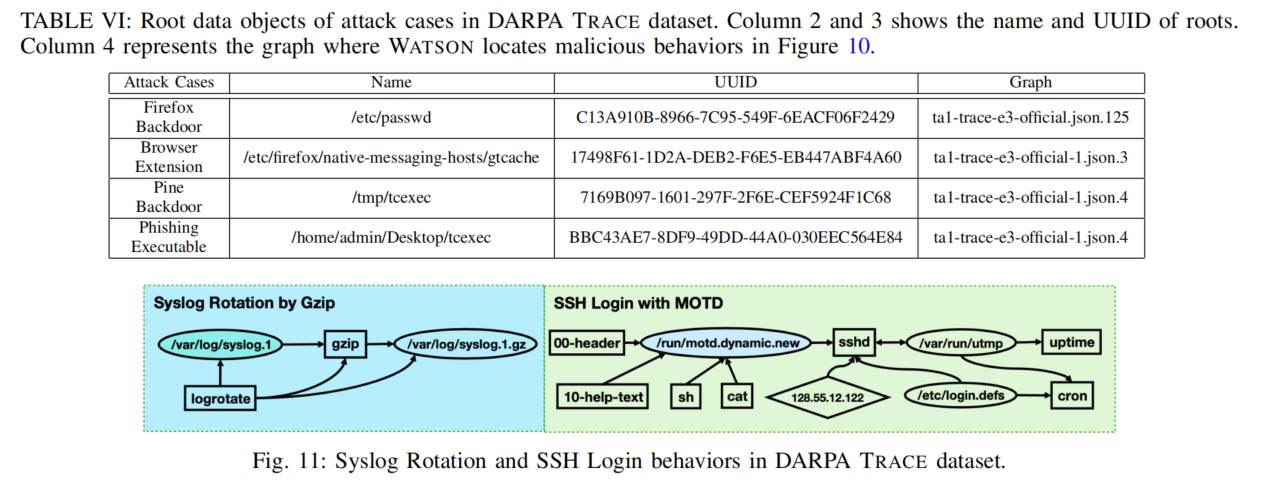 TABLE VI: Root data objects of attack cases in DARPA TRACE dataset. Column 2 and 3 shows the name and UUID of roots.
Column 4 represents the graph where WATSON locates malicious behaviors in Figure 10.
Attack Cases Name UUID Graph
Firefox
Backdoor
/etc/passwd C13A910B-8966-7C95-549F-6EACF06F2429 ta1-trace-e3-official.json.125
Browser
Extension
/etc/firefox/native-messaging-hosts/gtcache 17498F61-1D2A-DEB2-F6E5-EB447ABF4A60 ta1-trace-e3-official-1.json.3
Pine
Backdoor
/tmp/tcexec 7169B097-1601-297F-2F6E-CEF5924F1C68 ta1-trace-e3-official-1.json.4
Phishing
Executable
/home/admin/Desktop/tcexec BBC43AE7-8DF9-49DD-44A0-030EEC564E84 ta1-trace-e3-official-1.json.4
Syslog Rotation by Gzip
/var/log/syslog.1 gzip /var/log/syslog.1.gz
logrotate
SSH Login with MOTD
00-header /run/motd.dynamic.new sshd /var/run/utmp uptime
10-help-text sh cat 128.55.12.122 /etc/login.defs cron
Fig. 11: Syslog Rotation and SSH Login behaviors in DARPA TRACE dataset.